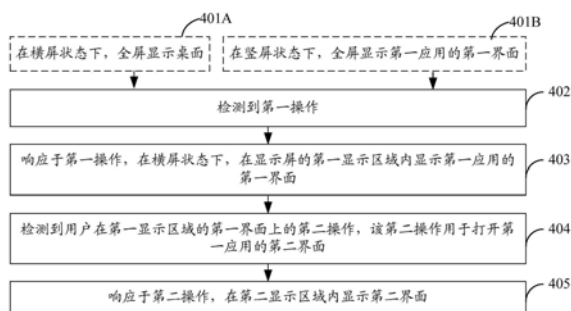 401A
401B
在横屏状态下，全屏显示桌面
在竖屏状态下，全屏显示第一应用的第一界面
402
检测到第一操作
响应于第一操作，在横屏状态下，在显示屏的第一显示区域内显示第一应用的
第一界面
403
检测到用户在第一显示区域的第一界面上的第二操作，该第二操作用于打开第
一应用的第二界面
404
响应于第二操作，在第二显示区域内显示第二界面
405